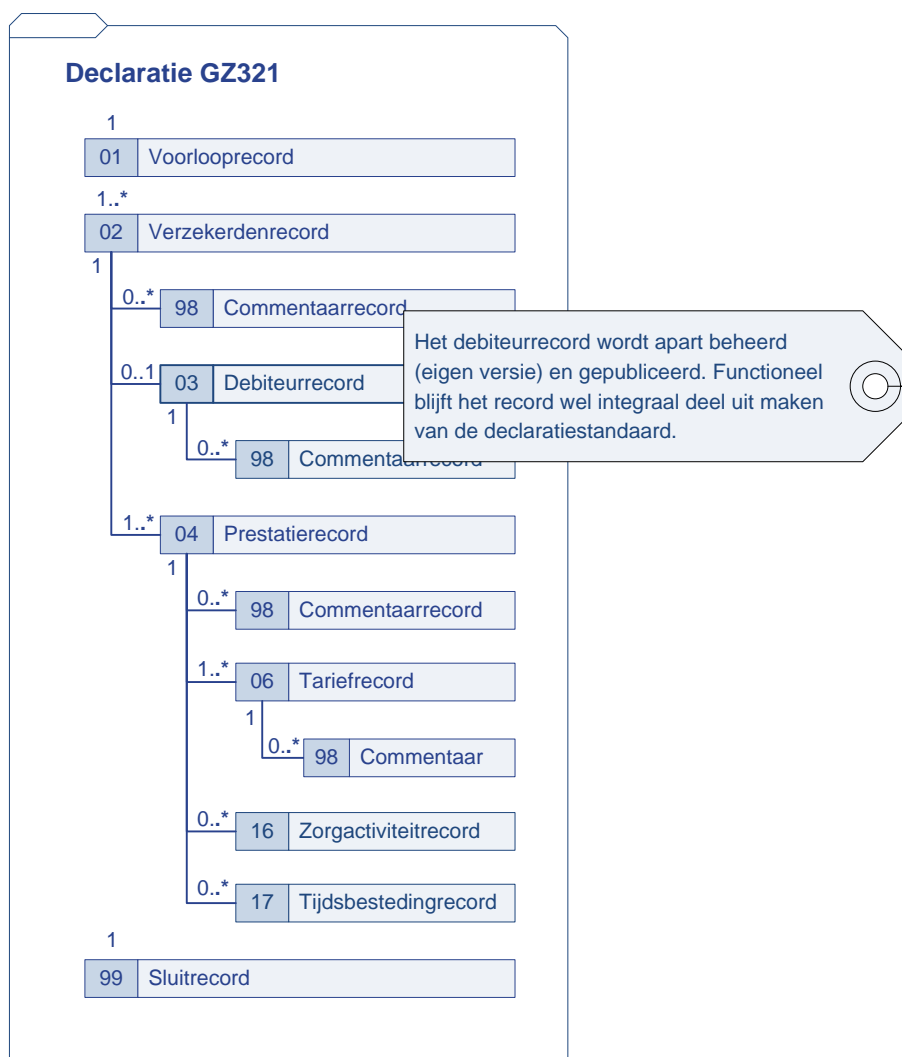 Declaratie GZ321
1
01 Voorlooprecord
1..*
02 Verzekerdenrecord
1
0..* 98 Commentaarrecord
Het debiteurrecord wordt apart beheerd
(eigen versie) en gepubliceerd. Functioneel
blijft het record wel integraal deel uit maken
van de declaratiestandaard.
0..1 03 Debiteurrecord
1
0..* 98 Commentaarrecord
1..* 04 Prestatierecord
1
0..* 98 Commentaarrecord
1..* 06 Tariefrecord
1
0..* 98 Commentaar
0..* 16 Zorgactiviteitrecord
0..* 17 Tijdsbestedingrecord
1
99 Sluitrecord